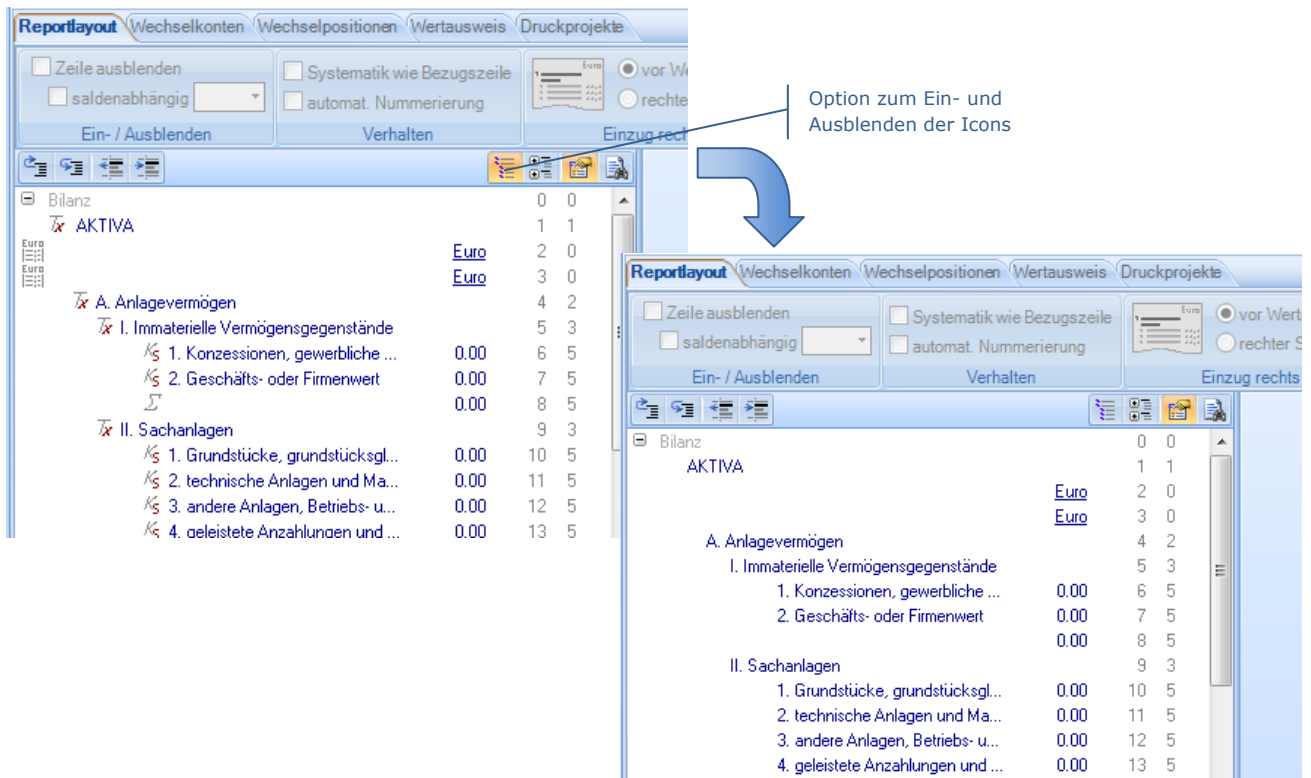 Reportlayout Wechselkonten Wechselpositionen Wertausweis Druckprojekte
Zeile ausblenden
saldenabhängig
Ein- / Ausblenden
Systematik wie Bezugszeile
automat. Nummerierung
Verhalten
Euro
vor We
rechte
Einzug rech
Option zum Ein- und
Ausblenden der Icons
Bilanz 0 0
Tx AKTIVA 1 1
Euro Euro 2 0
Euro Euro 3 0
Tx A. Anlagevermögen 4 2
Tx I. Immaterielle Vermögensgegenstände 5 3
KS 1. Konzessionen, gewerbliche ... 0.00 6 5
KS 2. Geschäfts- oder Firmenwert 0.00 7 5
Σ 0.00 8 5
Tx II. Sachanlagen 9 3
KS 1. Grundstücke, grundstücksgl... 0.00 10 5
KS 2. technische Anlagen und Ma... 0.00 11 5
KS 3. andere Anlagen, Betriebs- u... 0.00 12 5
KS 4. geleistete Anzahlungen und ... 0.00 13 5
Reportlayout Wechselkonten Wechselpositionen Wertausweis Druckprojekte
Zeile ausblenden
saldenabhängig
Ein- / Ausblenden
Systematik wie Bezugszeile
automat. Nummerierung
Verhalten
Euro
vor Wert
rechter S
Einzug rechts
Bilanz 0 0
AKTIVA 1 1
Euro 2 0
Euro 3 0
A. Anlagevermögen 4 2
I. Immaterielle Vermögensgegenstände 5 3
1. Konzessionen, gewerbliche ... 0.00 6 5
2. Geschäfts- oder Firmenwert 0.00 7 5
0.00 8 5
II. Sachanlagen 9 3
1. Grundstücke, grundstücksgl... 0.00 10 5
2. technische Anlagen und Ma... 0.00 11 5
3. andere Anlagen, Betriebs- u... 0.00 12 5
4. geleistete Anzahlungen und ... 0.00 13 5